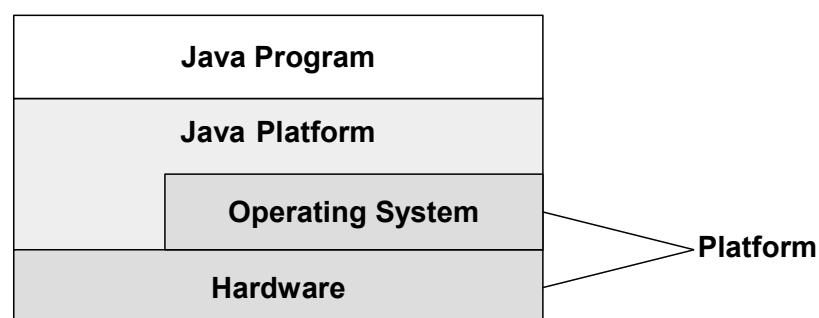 Java Program
Java Platform
Operating System
Platform
Hardware